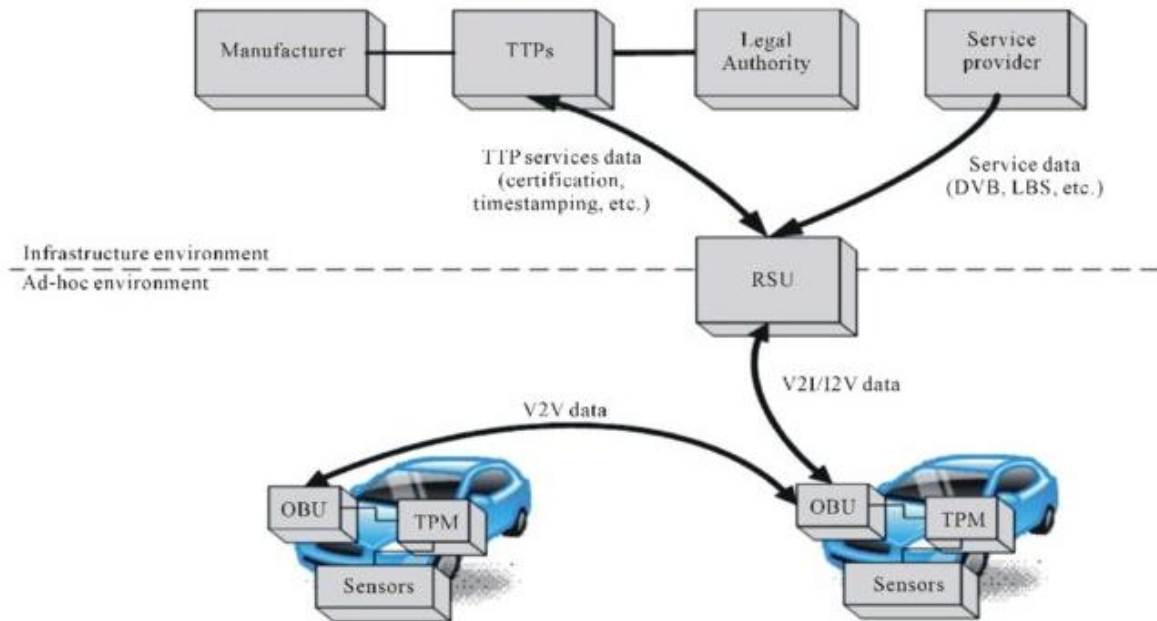 Manufacturer
TTPs
Legal
Authority
Service
provider
TTP services data
(certification,
timestamping, etc.)
Service data
(DVB, LBS, etc.)
Infrastructure environment
Ad-hoc environment
RSU
V2I/I2V data
V2V data
OBU
TPM
Sensors
OBU
TPM
Sensors